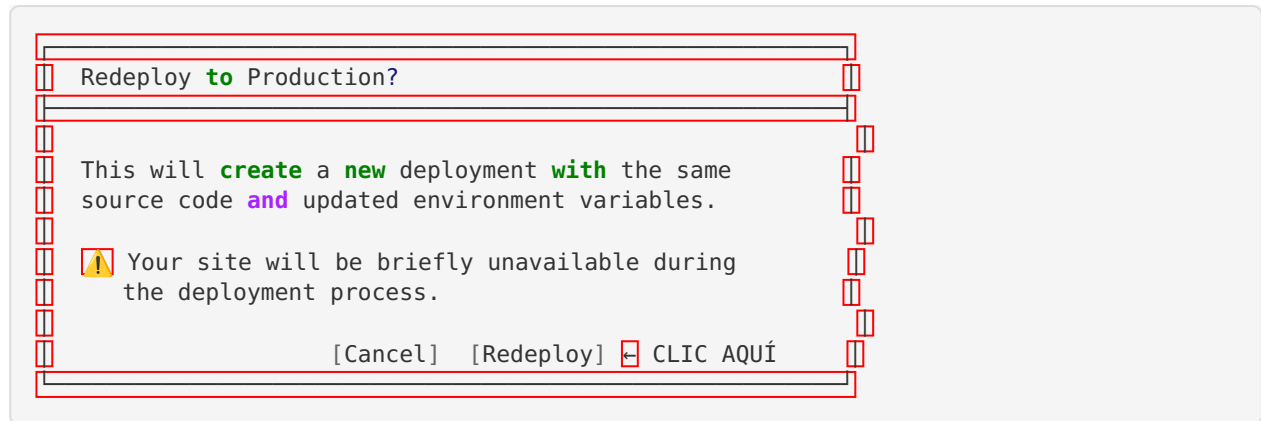 Redeploy to Production?
This will create a new deployment with the same
source code and updated environment variables.
⚠️ Your site will be briefly unavailable during
the deployment process.
[Cancel] [Redeploy] ← CLIC AQUÍ